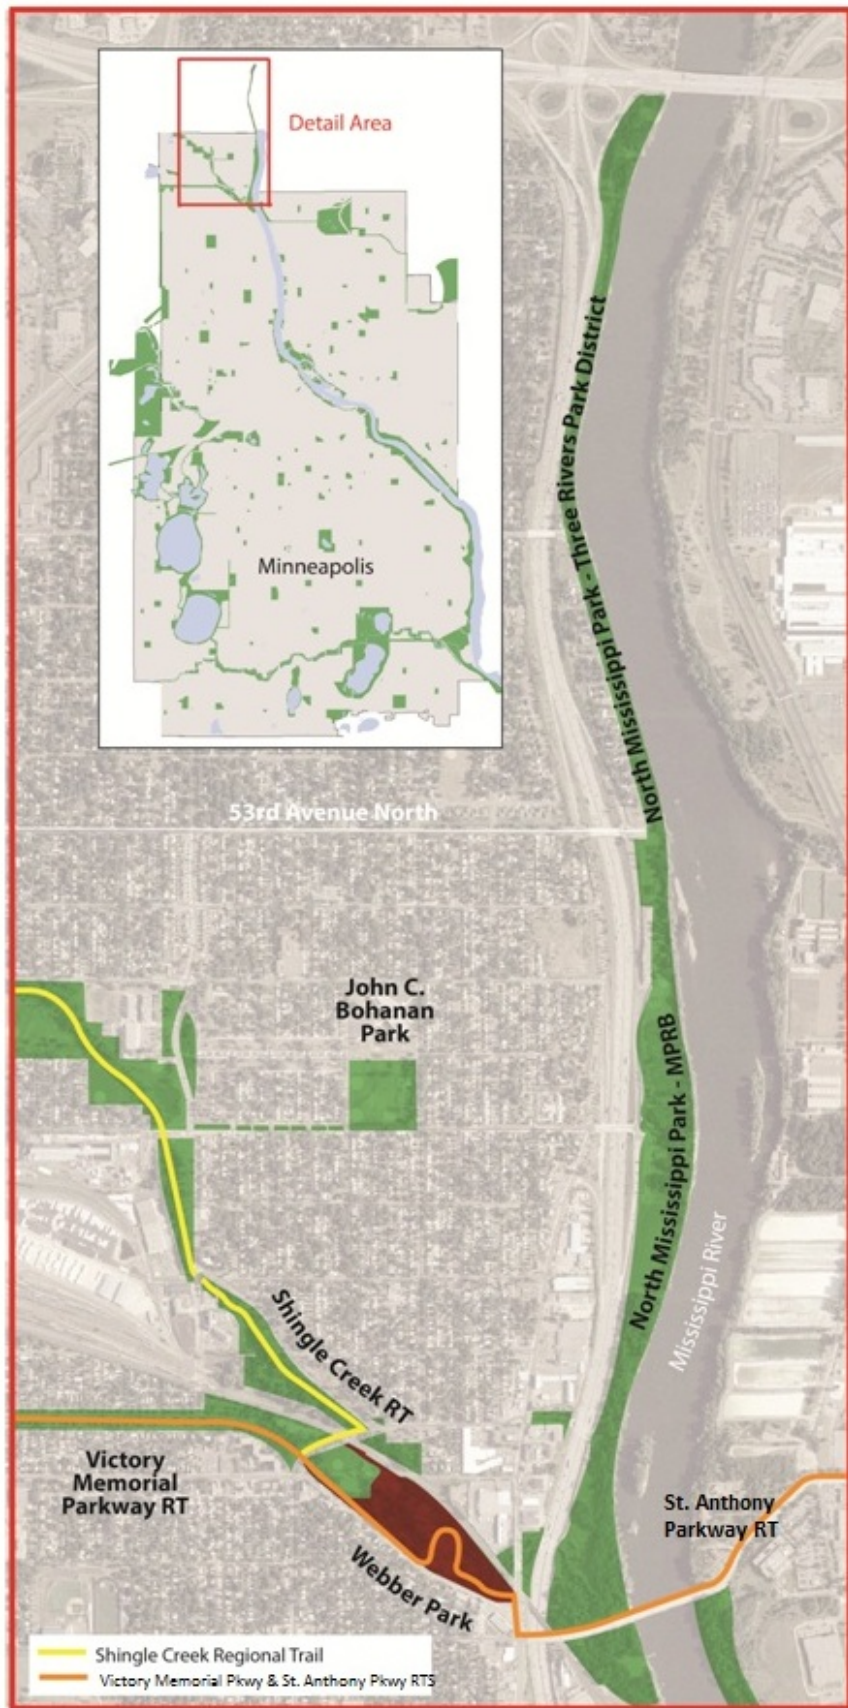 Detail Area
Minneapolis
North Mississippi Park - Three Rivers Park District
53rd Avenue North
John C.
Bohanan
Park
North Mississippi Park - MPRB
Mississippi River
Shingle Creek RT
Victory
Memorial
Parkway RT
St. Anthony
Parkway RT
Webber Park
Shingle Creek Regional Trail
Victory Memorial Pkwy & St. Anthony Pkwy RTS